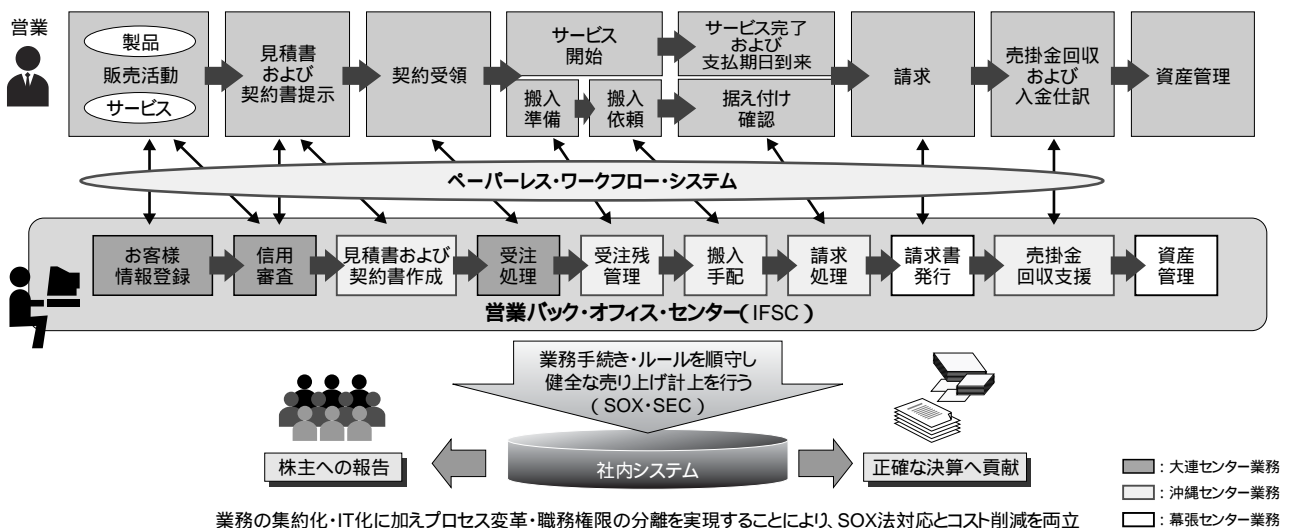 営業
製品
販売活動
サービス
見積書
および
契約書提示
契約受領
サービス
開始
サービス完了
および
支払期日到来
搬入
準備
搬入
依頼
据え付け
確認
請求
売掛金回収
および
入金仕訳
資産管理
ペーパーレス・ワークフロー・システム
お客様
情報登録
信用
審査
見積書および
契約書作成
受注
処理
受注残
管理
搬入
手配
請求
処理
請求書
発行
売掛金
回収支援
資産
管理
営業バック・オフィス・センター(IFSC)
業務手続き・ルールを順守し
健全な売り上げ計上を行う
(SOX・SEC)
株主への報告
社内システム
正確な決算へ貢献
:大連センター業務
:沖縄センター業務
:幕張センター業務
業務の集約化・IT化に加えプロセス変革・職務権限の分離を実現することにより、SOX法対応とコスト削減を両立